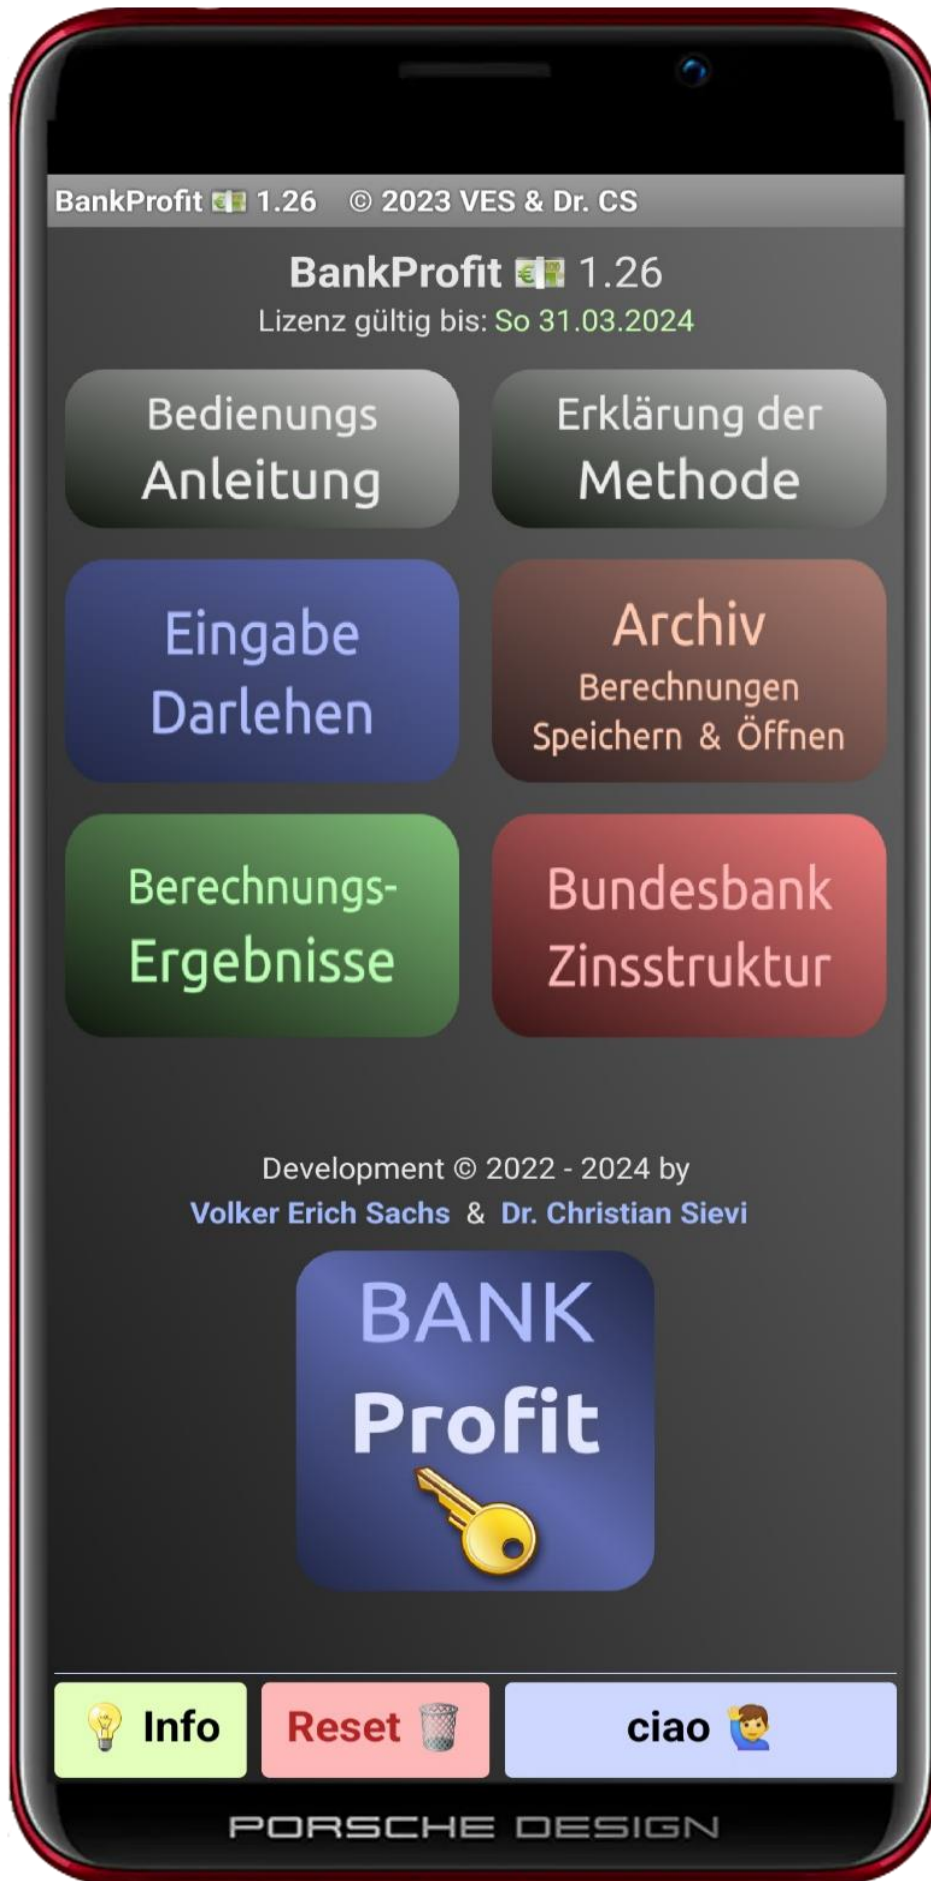 BankProfit 💶 1.26 © 2023 VES & Dr. CS
BankProfit 💶 1.26
Lizenz gültig bis: So 31.03.2024
Bedienungs
Anleitung
Erklärung der
Methode
Eingabe
Darlehen
Archiv
Berechnungen
Speichern & Öffnen
Berechnungs-
Ergebnisse
Bundesbank
Zinsstruktur
Development © 2022 - 2024 by
Volker Erich Sachs & Dr. Christian Sievi
BANK
Profit
💡 Info
Reset 🗑️
ciao 🙋‍♂️
PORSCHE DESIGN